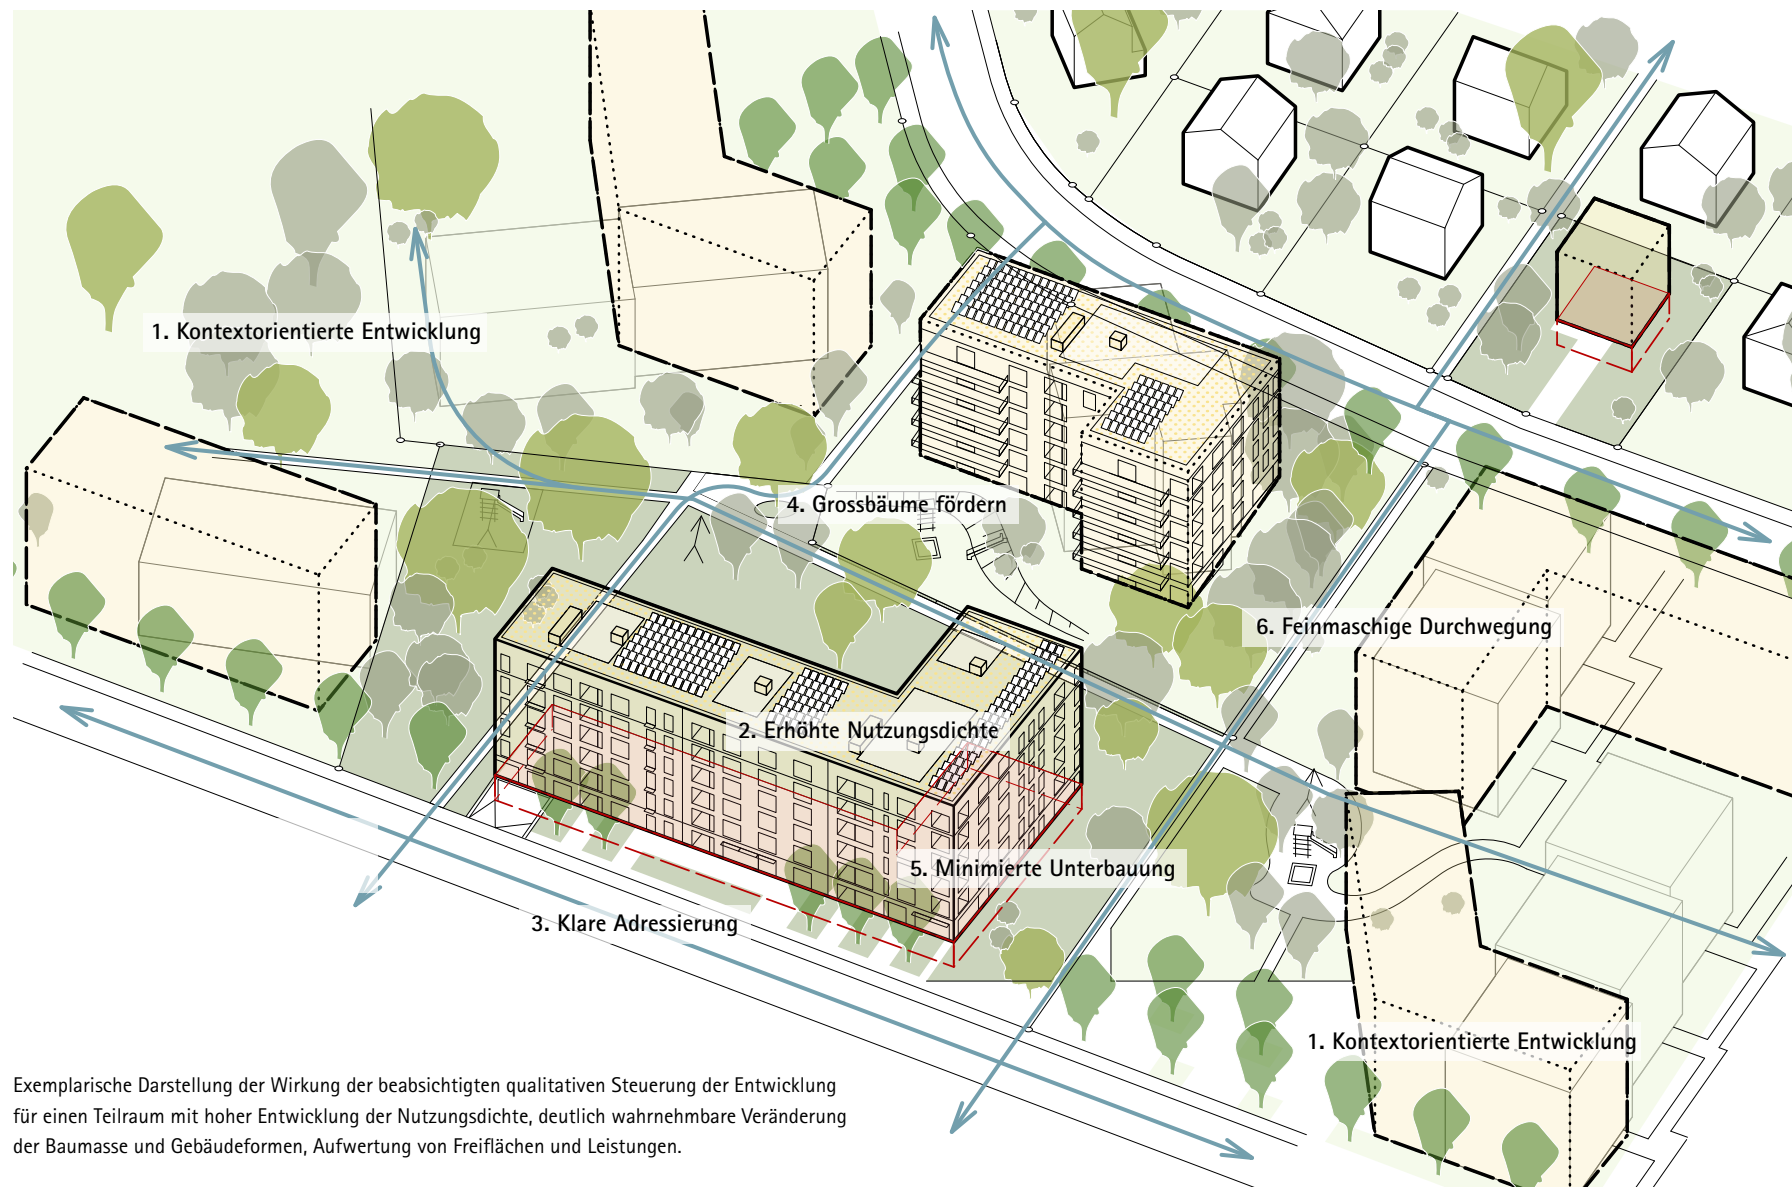 1. Kontextorientierte Entwicklung
4. Grossbäume fördern
6. Feinmaschige Durchwegung
2. Erhöhte Nutzungsdichte
5. Minimierte Unterbauung
3. Klare Adressierung
1. Kontextorientierte Entwicklung
Exemplarische Darstellung der Wirkung der beabsichtigten qualitativen Steuerung der Entwicklung
für einen Teilraum mit hoher Entwicklung der Nutzungsdichte, deutlich wahrnehmbare Veränderung
der Baumasse und Gebäudeformen, Aufwertung von Freiflächen und Leistungen.